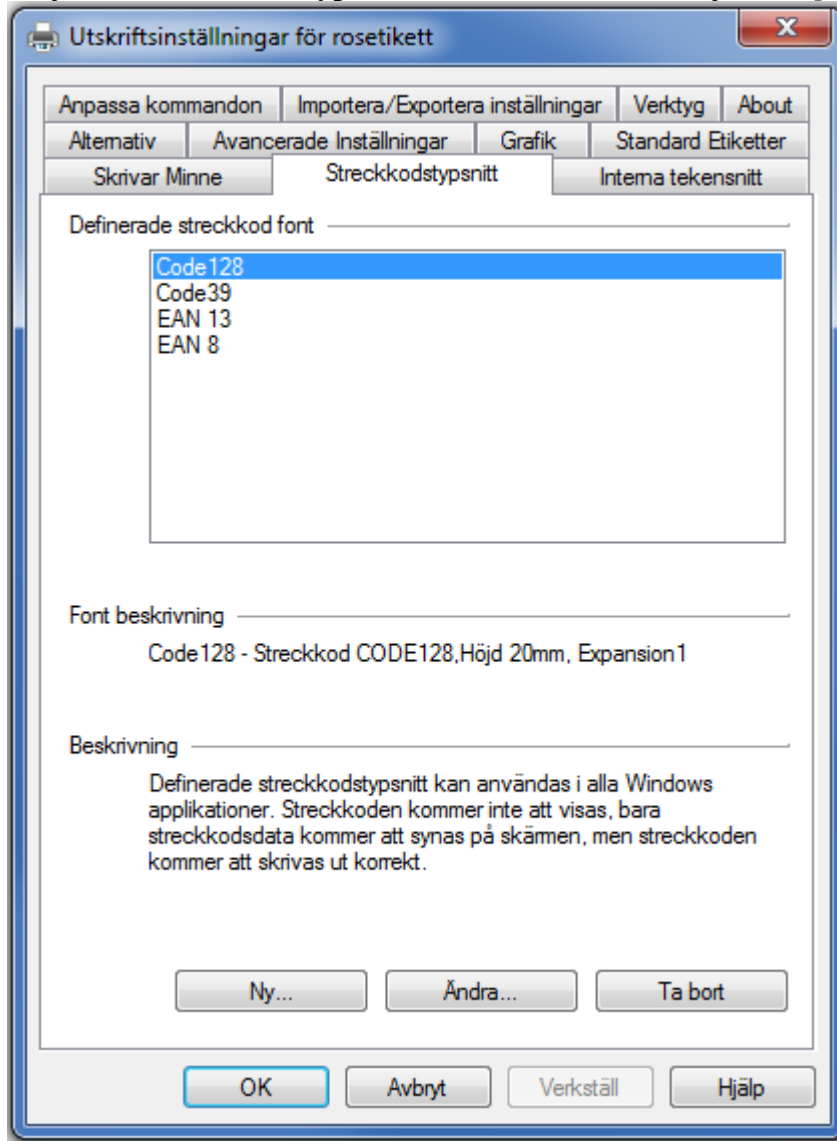 Utskriftsinställningar för rosetikett
Anpassa kommandon
Importera/Exportera inställningar
Verktyg
About
Alternativ
Avancerade Inställningar
Grafik
Standard Etiketter
Skrivar Minne
Streckkodstypsnitt
Interna tekensnitt
Definerade streckkod font
Code128
Code39
EAN 13
EAN 8
Font beskrivning
Code128 - Streckkod CODE128,Höjd 20mm, Expansion1
Beskrivning
Definerade streckkodstypsnitt kan användas i alla Windows
applikationer. Streckkoden kommer inte att visas, bara
streckkodsdata kommer att synas på skärmen, men streckkoden
kommer att skrivas ut korrekt.
Ny...
Ändra...
Ta bort
OK
Avbryt
Verkställ
Hjälp